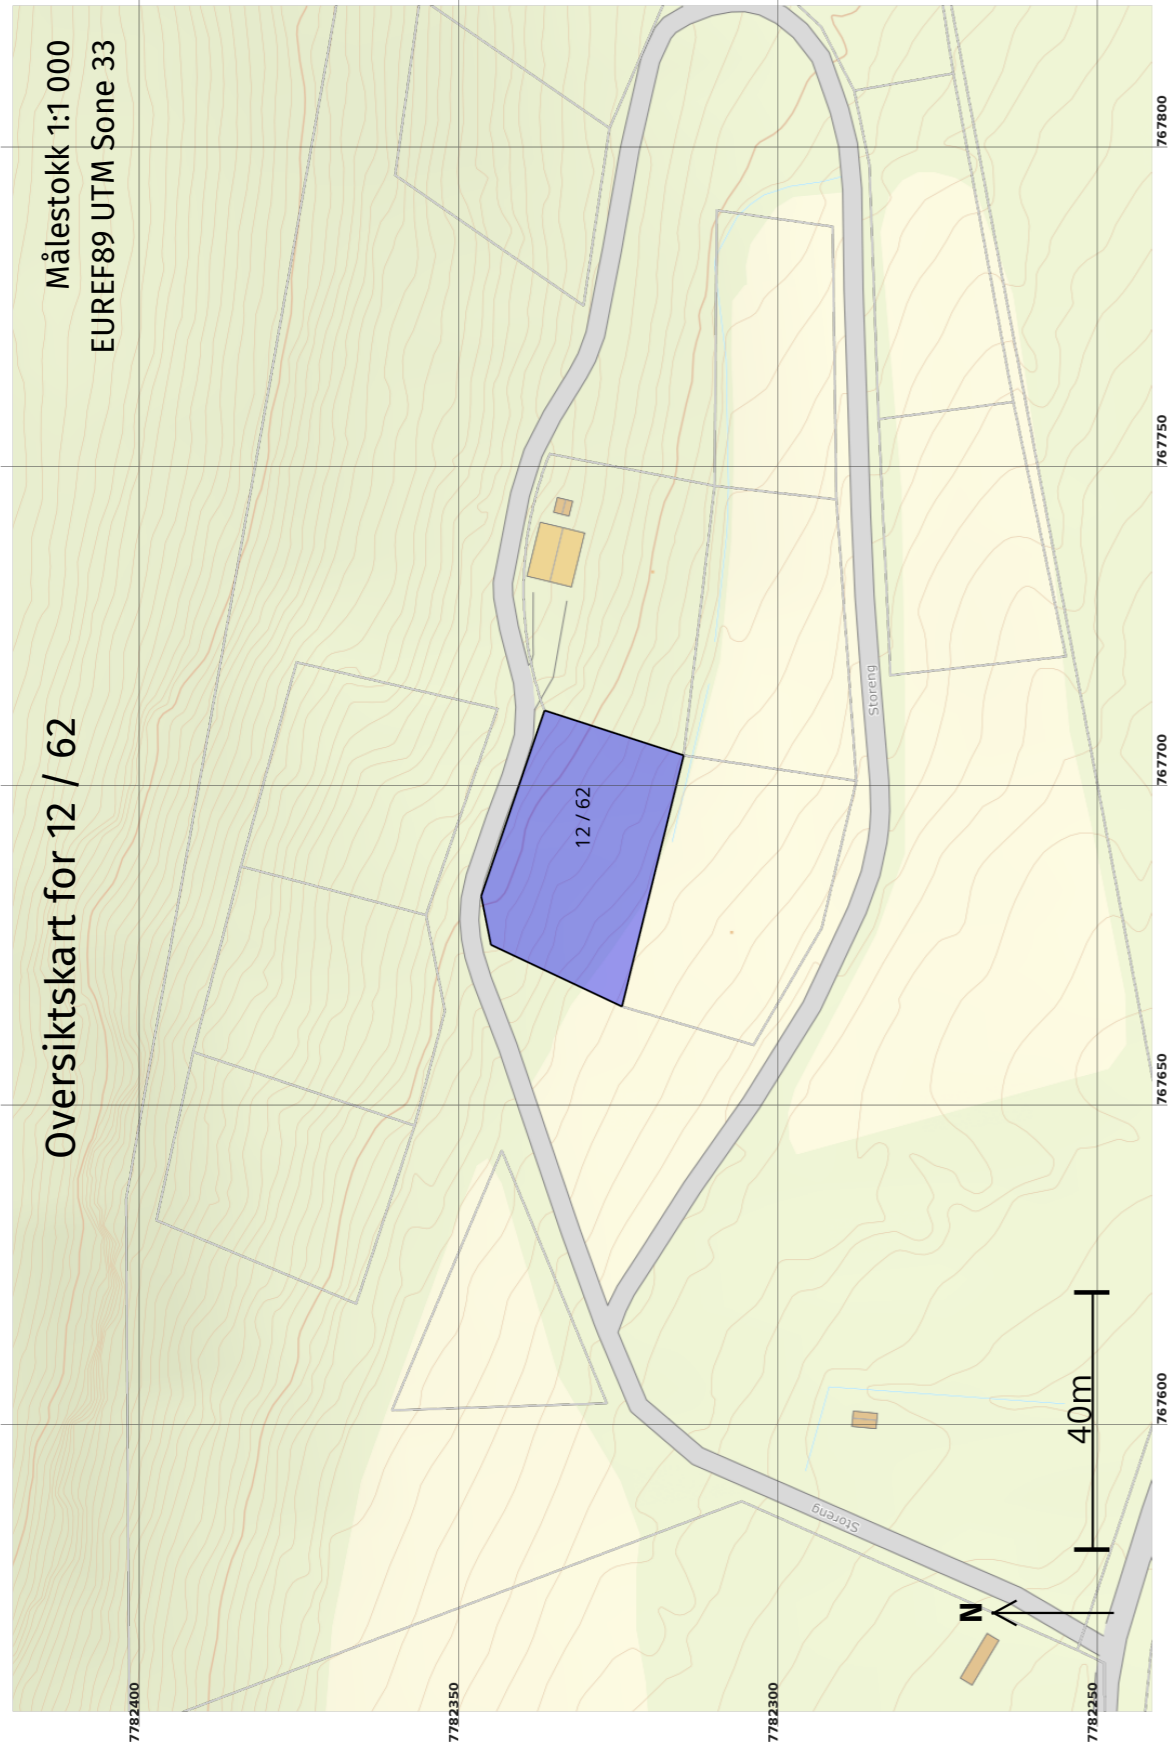 Oversiktskart for 12 / 62
Målestokk 1:1 000
EUREF89 UTM Sone 33
7782400
7782350
7782300
7782250
12 / 62
Storeng
Storeng
N
40m
767600
767650
767700
767750
767800